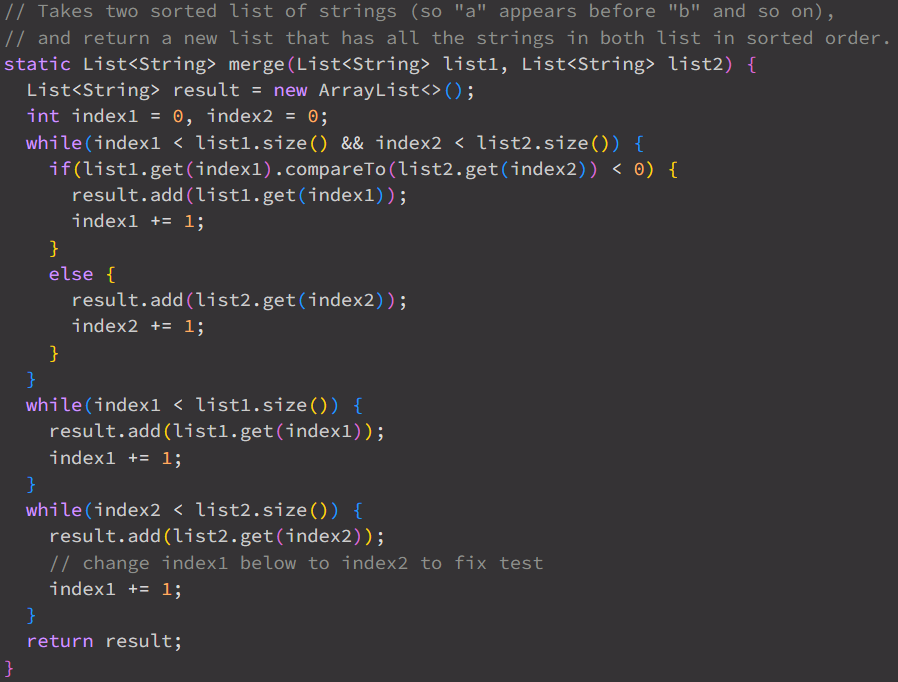 // Takes two sorted list of strings (so "a" appears before "b" and so on),
// and return a new list that has all the strings in both list in sorted order.
static List<String> merge(List<String> list1, List<String> list2) {
  List<String> result = new ArrayList<>();
  int index1 = 0, index2 = 0;
  while(index1 < list1.size() && index2 < list2.size()) {
    if(list1.get(index1).compareTo(list2.get(index2)) < 0) {
      result.add(list1.get(index1));
      index1 += 1;
    }
    else {
      result.add(list2.get(index2));
      index2 += 1;
    }
  }
  while(index1 < list1.size()) {
    result.add(list1.get(index1));
    index1 += 1;
  }
  while(index2 < list2.size()) {
    result.add(list2.get(index2));
    // change index1 below to index2 to fix test
    index1 += 1;
  }
  return result;
}